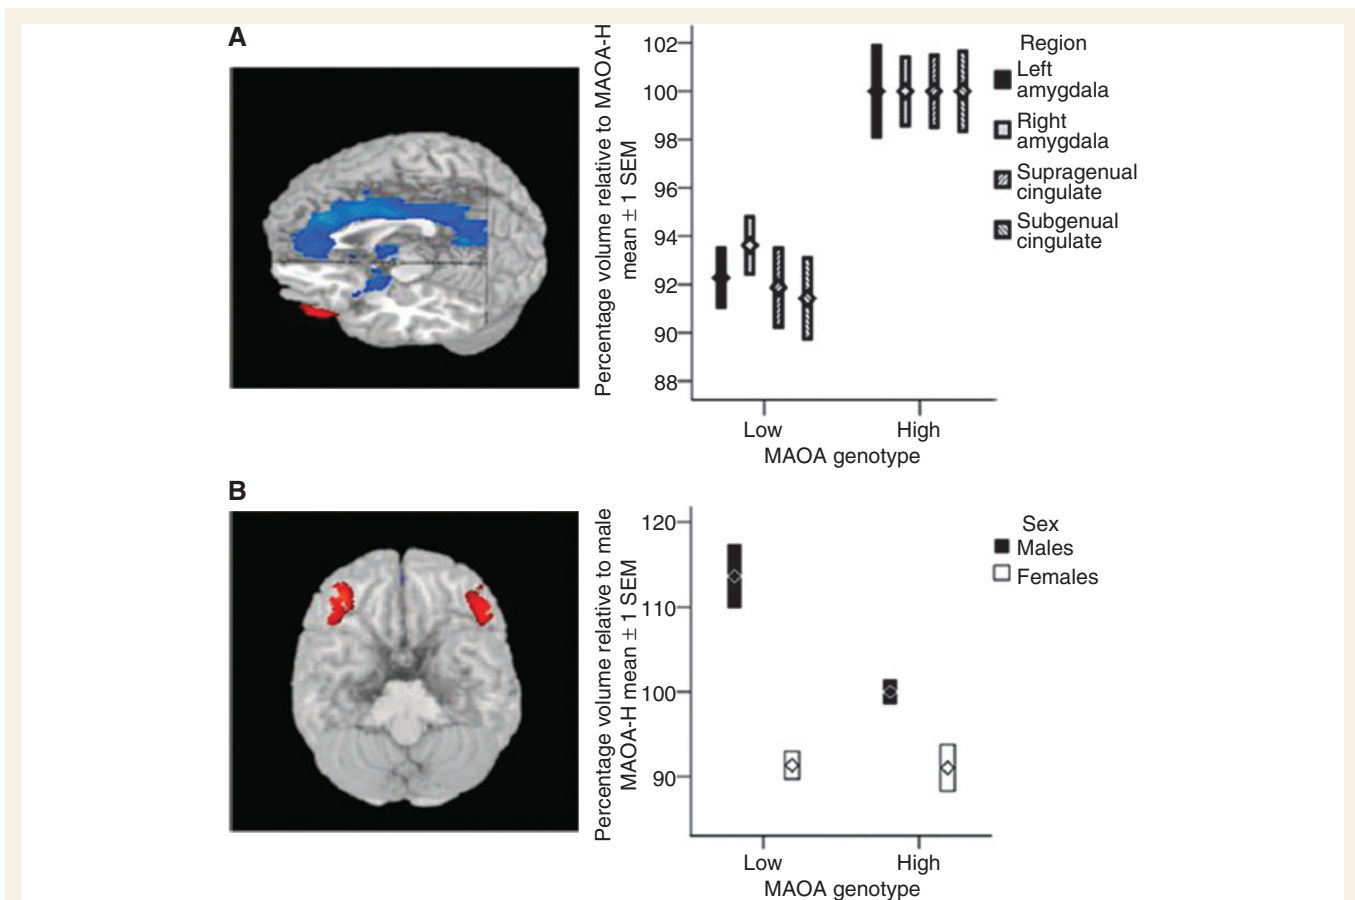 A
Percentage volume relative to MAOA-H
mean ± 1 SEM
102
100
98
96
94
92
90
88
Low
High
MAOA genotype
Region
Left
amygdala
Right
amygdala
Supragenual
cingulate
Subgenual
cingulate
B
Percentage volume relative to male
MAOA-H mean ± 1 SEM
120
110
100
90
Low
High
MAOA genotype
Sex
Males
Females